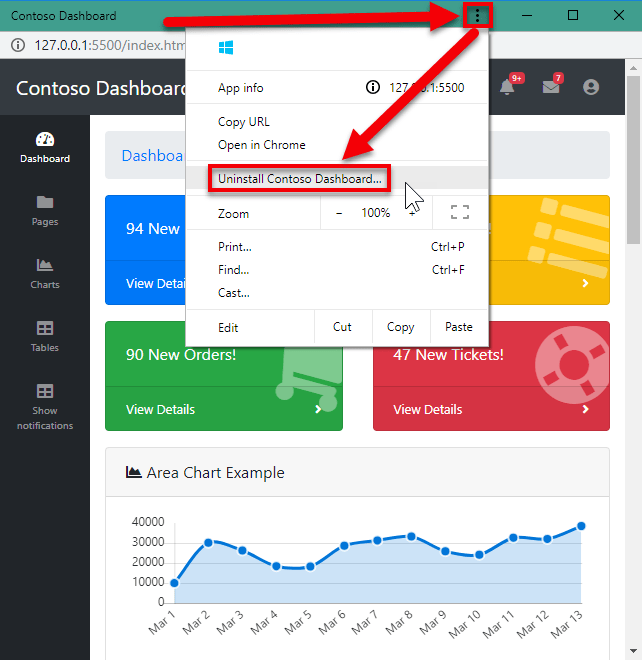 Contoso Dashboard
127.0.0.1:5500/index.htm
Contoso Dashboard
9+
7
App info
127.0.0.1:5500
Copy URL
Open in Chrome
Uninstall Contoso Dashboard...
Zoom
−
100%
+
Print...
Ctrl+P
Find...
Ctrl+F
Cast...
Edit
Cut
Copy
Paste
Dashboard
Pages
Charts
Tables
Show
notifications
Dashboa
94 New
!
View Deta
90 New Orders!
View Details
47 New Tickets!
View Details
Area Chart Example
40000
30000
20000
10000
0
Mar 1
Mar 2
Mar 3
Mar 4
Mar 5
Mar 6
Mar 7
Mar 8
Mar 9
Mar 10
Mar 11
Mar 12
Mar 13